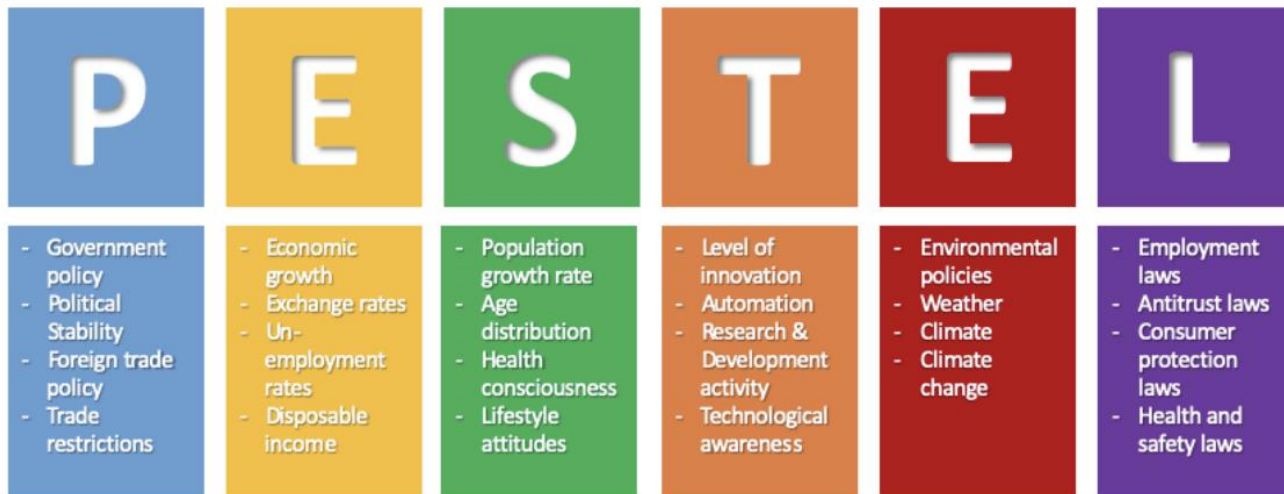 P
E
S
T
E
L
- Government
policy
- Political
Stability
- Foreign trade
policy
- Trade
restrictions
- Economic
growth
- Exchange rates
- Un-
employment
rates
- Disposable
income
- Population
growth rate
- Age
distribution
- Health
consciousness
- Lifestyle
attitudes
- Level of
innovation
- Automation
- Research &
Development
activity
- Technological
awareness
- Environmental
policies
- Weather
- Climate
- Climate
change
- Employment
laws
- Antitrust laws
- Consumer
protection
laws
- Health and
safety laws